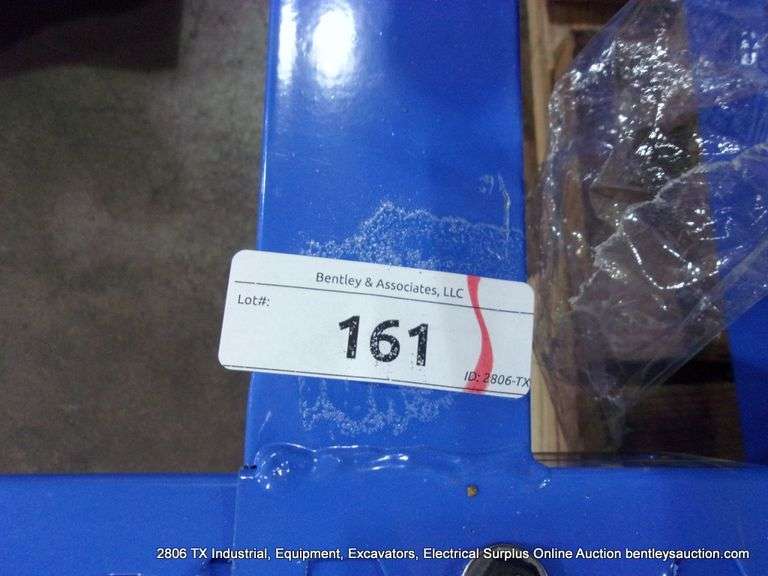 Bentley & Associates, LLC
Lot#:
161
ID: 2806-TX
2806 TX Industrial, Equipment, Excavators, Electrical Surplus Online Auction bentleysauction.com